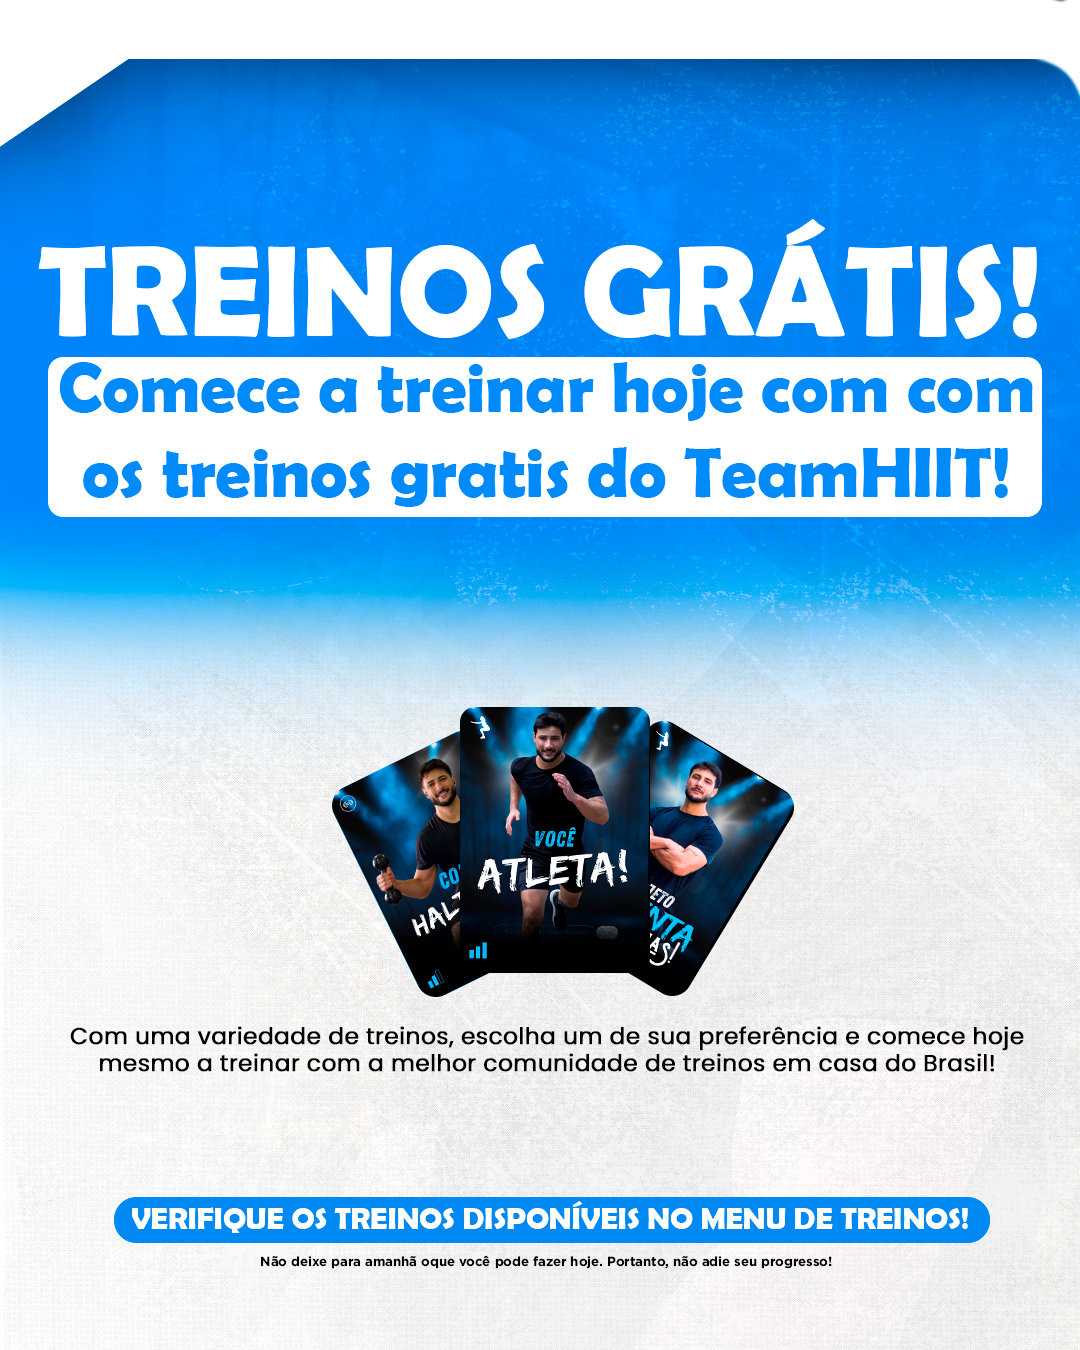 TREINOS GRÁTIS!
Comece a treinar hoje com com
os treinos gratis do TeamHIIT!
VOCÊ
ATLETA!
Com uma variedade de treinos, escolha um de sua preferência e comece hoje
mesmo a treinar com a melhor comunidade de treinos em casa do Brasil!
VERIFIQUE OS TREINOS DISPONÍVEIS NO MENU DE TREINOS!
Não deixe para amanhã oque você pode fazer hoje. Portanto, não adie seu progresso!